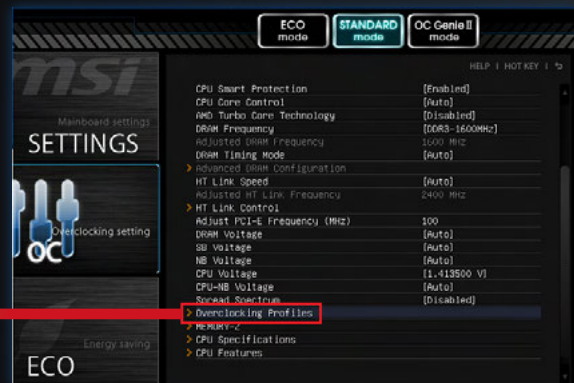 ECO mode
STANDARD mode
OC Genie II mode
HELP | HOT KEY |
msi
Mainboard settings
SETTINGS
Overclocking setting
OC
Energy saving
ECO
CPU Smart Protection [Enabled]
CPU Core Control [Auto]
AMD Turbo Core Technology [Disabled]
DRAM Frequency [DDR3-1600MHz]
Adjusted DRAM Frequency 1600 MHz
DRAM Timing Mode [Auto]
> Advanced DRAM Configuration
HT Link Speed [Auto]
Adjusted HT Link Frequency 2400 MHz
> HT Link Control
Adjust PCI-E Frequency (MHz) 100
DRAM Voltage [Auto]
SB Voltage [Auto]
NB Voltage [Auto]
CPU Voltage [1.413500 V]
CPU-NB Voltage [Auto]
Spread Spectrum [Disabled]
> Overclocking Profiles
> MEMORY-Z
> CPU Specifications
> CPU Features